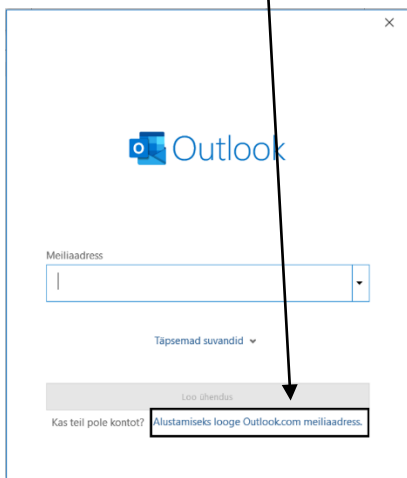 Outlook
Meiliaadress
Täpsemad suvandid
Loo ühendus
Kas teil pole kontot? Alustamiseks looge Outlook.com meiliaadress.